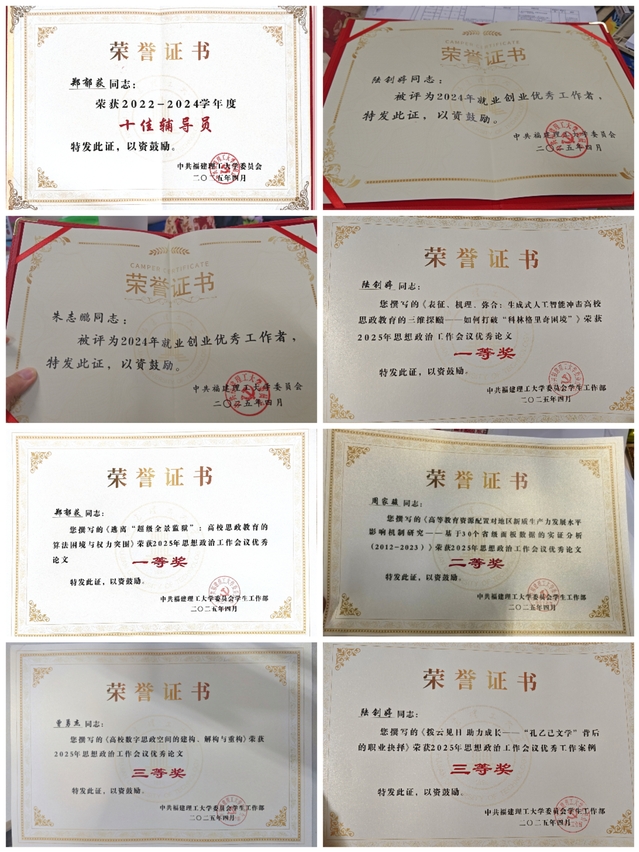 荣誉证书
郑郁葱同志：
荣获2022-2024学年度
十佳辅导员
特发此证，以资鼓励。
中共福建理工大学委员会
二〇二五年四月
CAMPER CERTIFICATE
荣誉证书
陆钊婷同志：
被评为2024年就业创业优秀工作者，
特发此证，以资鼓励。
中共福建理工大学委员会
二〇二五年四月
CAMPER CERTIFICATE
荣誉证书
朱志鹏同志：
被评为2024年就业创业优秀工作者，
特发此证，以资鼓励。
中共福建理工大学委员会
二〇二五年四月
荣誉证书
同志：
您撰写的《表征、机理、弥合：生成式人工智能冲击高校
思政教育的三维探赜——如何打破“科林格里奇困境”》荣获
2025年思想政治工作会议优秀论文
一等奖
特发此证，以资鼓励。
中共福建理工大学委员会学生工作部
二〇二五年四月
荣誉证书
同志：
您撰写的《逃离“超级全景监狱”：高校思政教育的
算法困境与权力突围》荣获2025年思想政治工作会议优秀
论文
一等奖
特发此证，以资鼓励。
中共福建理工大学委员会学生工作部
二〇二五年四月
荣誉证书
同志：
您撰写的《高等教育资源配置对地区新质生产力发展水平
影响机制研究——基于30个省级面板数据的实证分析
（2012-2023）》荣获2025年思想政治工作会议优秀论文
二等奖
特发此证，以资鼓励。
中共福建理工大学委员会学生工作部
二〇二五年四月
荣誉证书
曾勇杰同志：
您撰写的《高校数字思政空间的建构、解构与重构》荣获
2025年思想政治工作会议优秀论文
三等奖
特发此证，以资鼓励。
中共福建理工大学委员会学生工作部
二〇二五年四月
荣誉证书
同志：
您撰写的《拨云见日 助力成长——“孔乙己文学”背后
的职业抉择》荣获2025年思想政治工作会议优秀工作案例
三等奖
特发此证，以资鼓励。
中共福建理工大学委员会学生工作部
二〇二五年四月